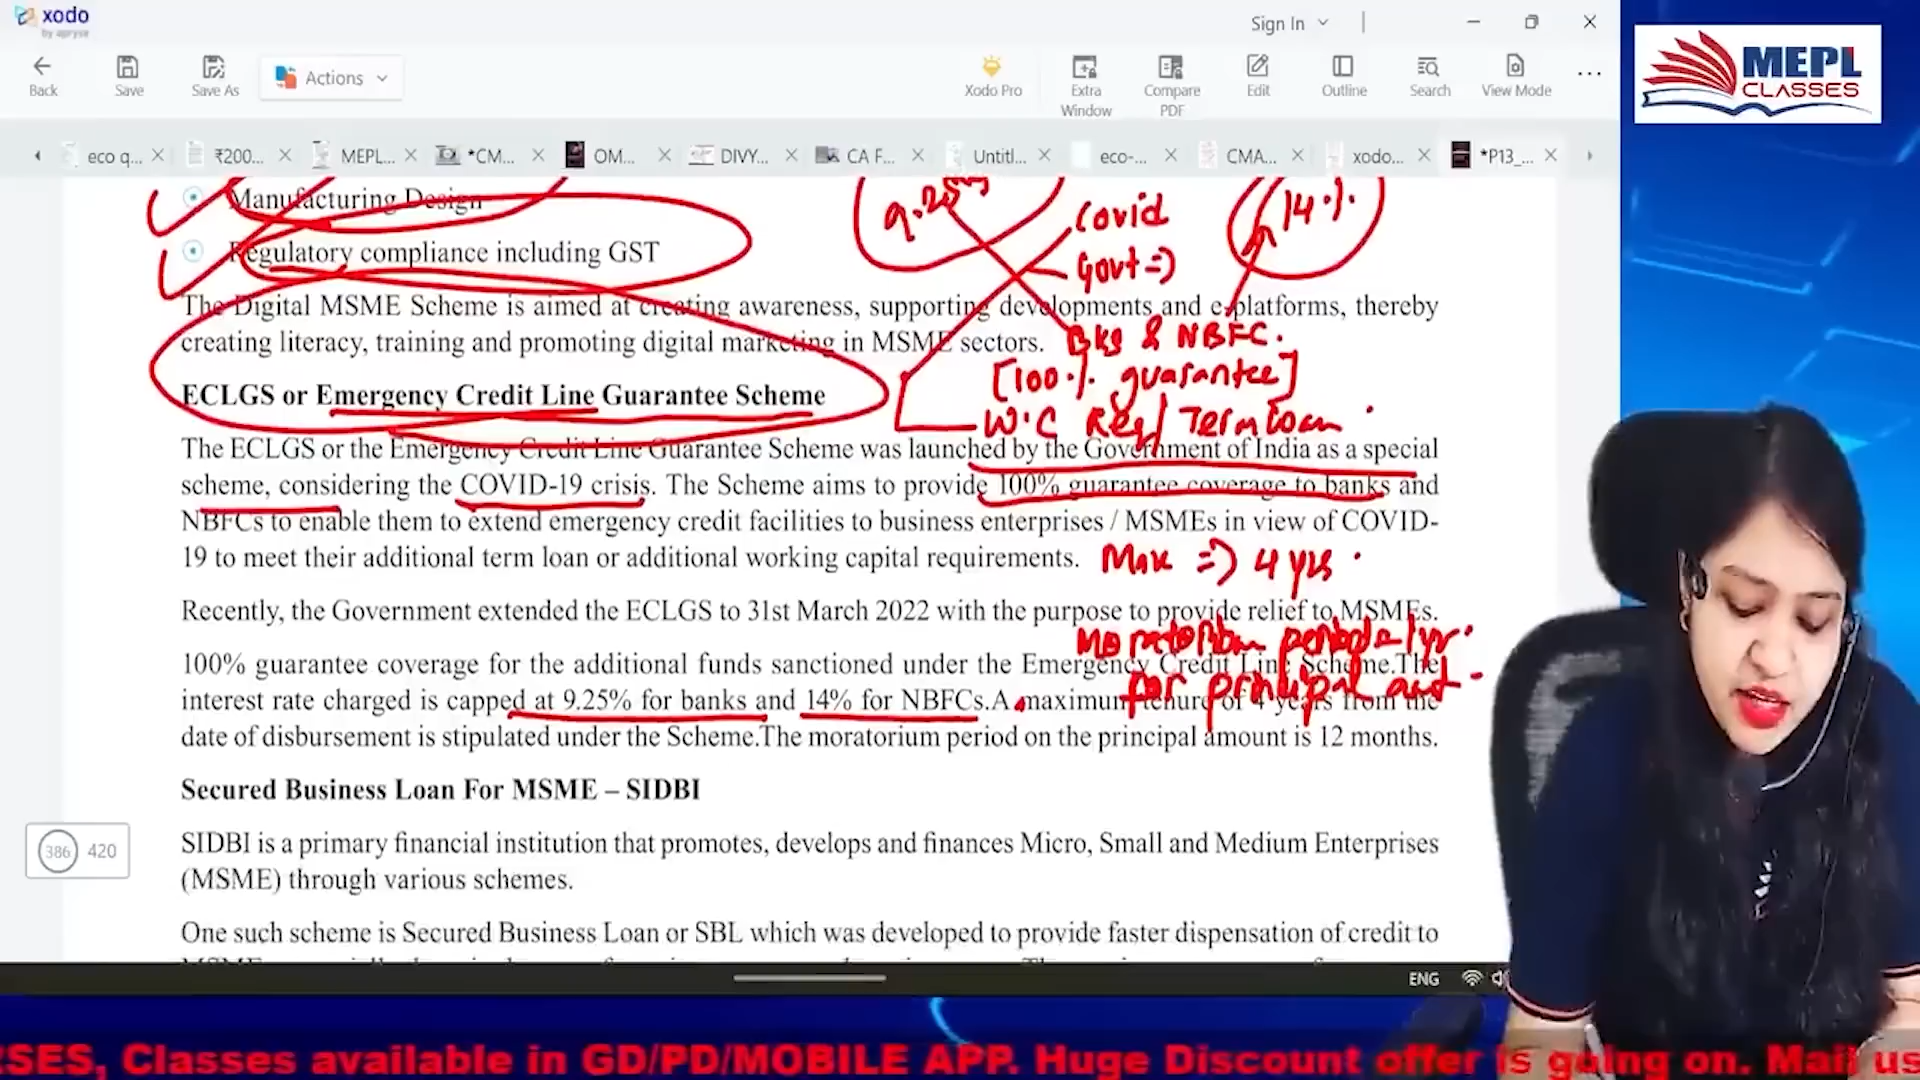 xodo
by apryse
Sign In
Back
Save
Save As
Actions
Xodo Pro
Extra Window
Compare PDF
Edit
Outline
Search
View Mode
MEPL
CLASSES
eco q...
₹200...
MEPL...
*CM...
OM...
DIVY...
CA F...
Untitl...
eco-...
CMA...
xodo...
*P13_...
Manufacturing Design
9.25%
Covid
14%.
Regulatory compliance including GST
Govt =>
The Digital MSME Scheme is aimed at creating awareness, supporting developments and e-platforms, thereby
creating literacy, training and promoting digital marketing in MSME sectors.
Bks & NBFC.
[100% guarantee]
ECLGS or Emergency Credit Line Guarantee Scheme
W.C Req/ Term loan
The ECLGS or the Emergency Credit Line Guarantee Scheme was launched by the Government of India as a special
scheme, considering the COVID-19 crisis. The Scheme aims to provide 100% guarantee coverage to banks and
NBFCs to enable them to extend emergency credit facilities to business enterprises / MSMEs in view of COVID-
19 to meet their additional term loan or additional working capital requirements.
Max => 4 yrs
Recently, the Government extended the ECLGS to 31st March 2022 with the purpose to provide relief to MSMEs.
Moratorium period - 1yr
100% guarantee coverage for the additional funds sanctioned under the Emergency Credit Line Scheme.The
for principal amt
interest rate charged is capped at 9.25% for banks and 14% for NBFCs.A maximum tenure of 4 years from the
date of disbursement is stipulated under the Scheme.The moratorium period on the principal amount is 12 months.
Secured Business Loan For MSME – SIDBI
386 420
SIDBI is a primary financial institution that promotes, develops and finances Micro, Small and Medium Enterprises
(MSME) through various schemes.
One such scheme is Secured Business Loan or SBL which was developed to provide faster dispensation of credit to
ENG
RSES, Classes available in GD/PD/MOBILE APP. Huge Discount offer is going on. Mail us